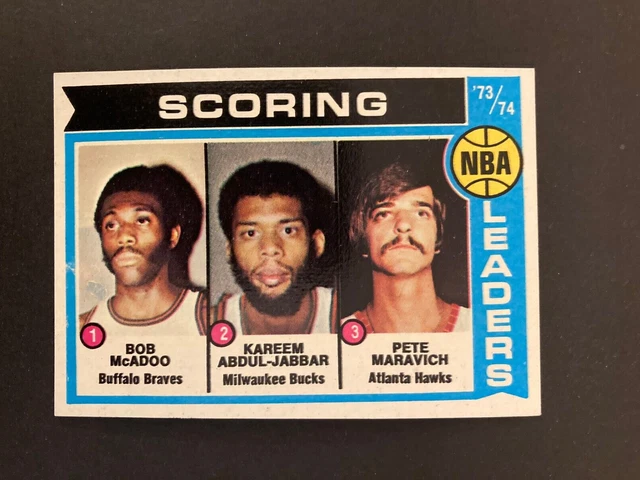 SCORING
'73/74
NBA
LEADERS
1
BOB
McADOO
Buffalo Braves
2
KAREEM
ABDUL-JABBAR
Milwaukee Bucks
3
PETE
MARAVICH
Atlanta Hawks